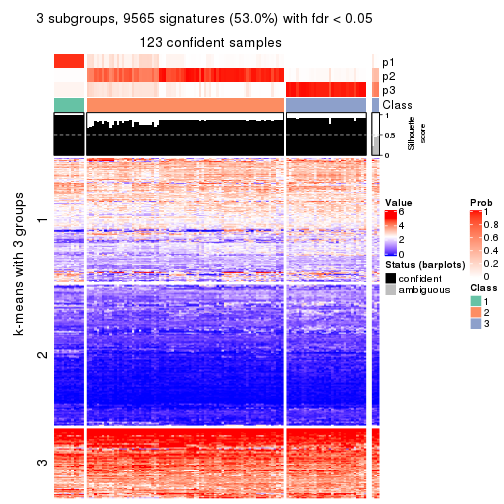 3 subgroups, 9565 signatures (53.0%) with fdr < 0.05
123 confident samples
p1
p2
p3
Class
1
0.5
0
Silhouette
score
k-means with 3 groups
1
2
3
Value
6
4
2
0
Status (barplots)
confident
ambiguous
Prob
1
0.8
0.6
0.4
0.2
0
Class
1
2
3